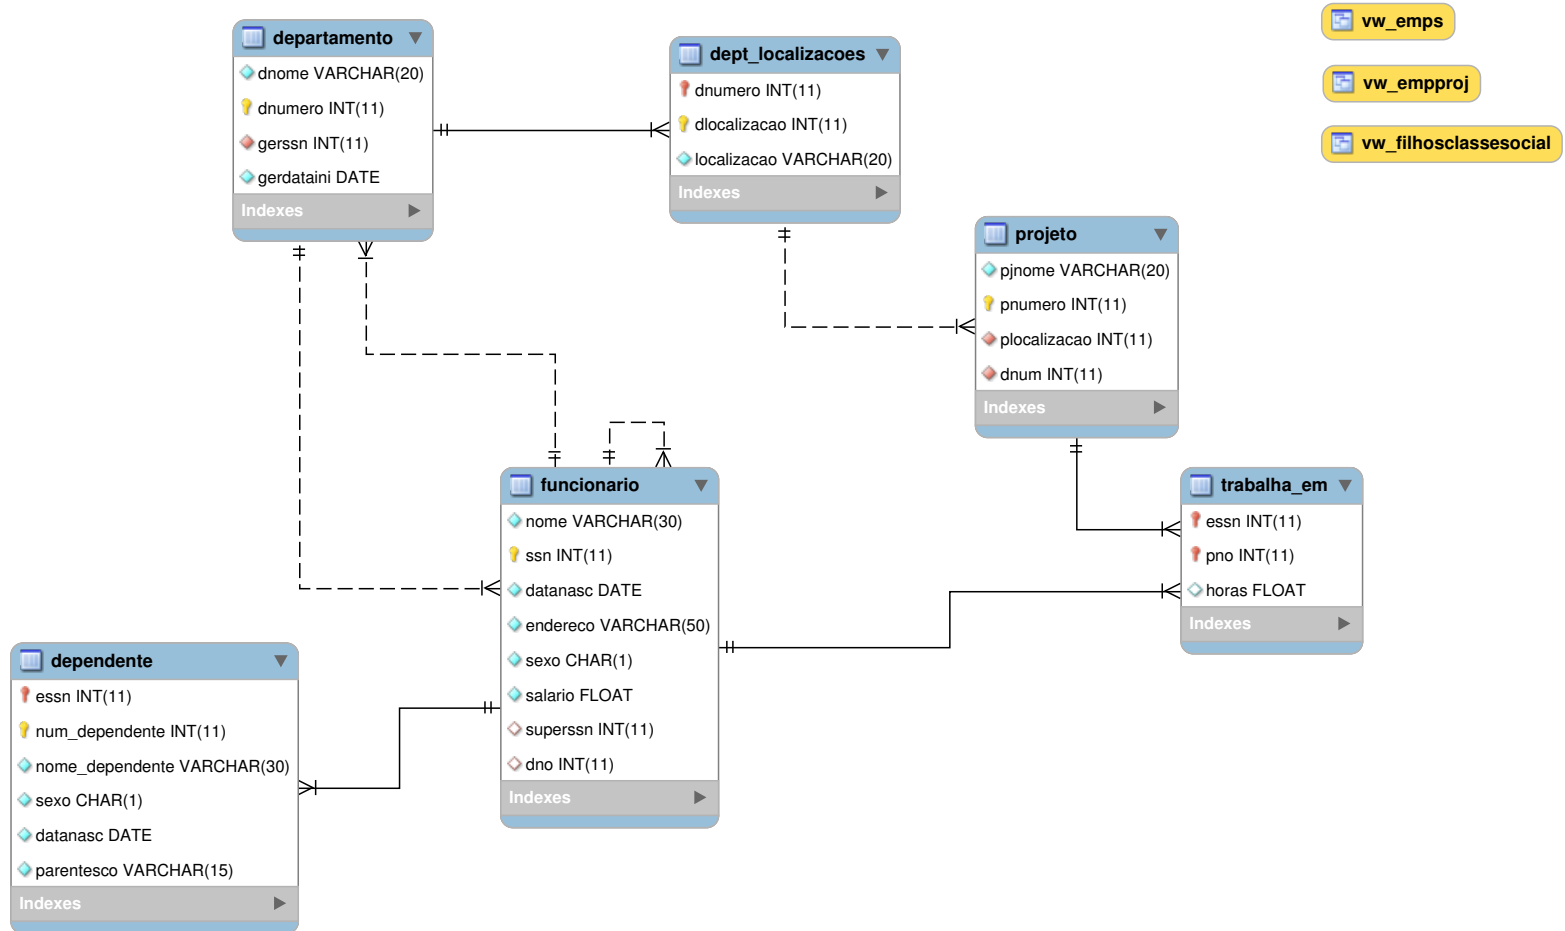 departamento
dnome VARCHAR(20)
dnumero INT(11)
gerssn INT(11)
gerdataini DATE
Indexes
dept_localizacoes
dnumero INT(11)
dlocalizacao INT(11)
localizacao VARCHAR(20)
Indexes
vw_emps
vw_empproj
vw_filhosclassesocial
projeto
pjnome VARCHAR(20)
pnumero INT(11)
plocalizacao INT(11)
dnum INT(11)
Indexes
funcionario
nome VARCHAR(30)
ssn INT(11)
datanasc DATE
endereco VARCHAR(50)
sexo CHAR(1)
salario FLOAT
superssn INT(11)
dno INT(11)
Indexes
trabalha_em
essn INT(11)
pno INT(11)
horas FLOAT
Indexes
dependente
essn INT(11)
num_dependente INT(11)
nome_dependente VARCHAR(30)
sexo CHAR(1)
datanasc DATE
parentesco VARCHAR(15)
Indexes